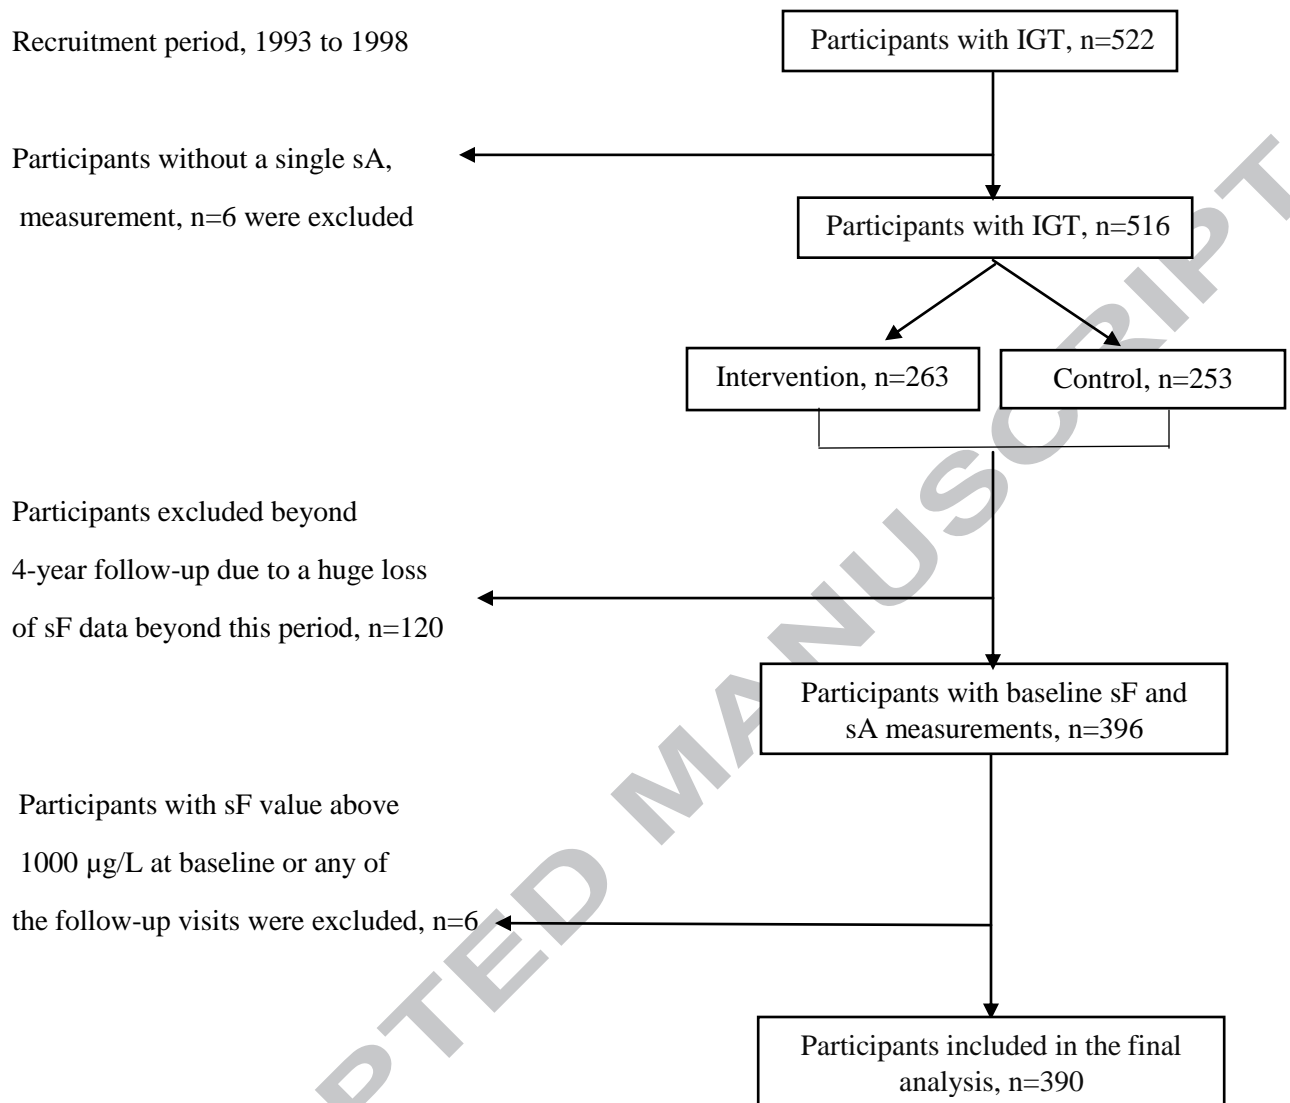 Recruitment period, 1993 to 1998
Participants with IGT, n=522
Participants without a single sA,
measurement, n=6 were excluded
Participants with IGT, n=516
Intervention, n=263
Control, n=253
Participants excluded beyond
4-year follow-up due to a huge loss
of sF data beyond this period, n=120
Participants with baseline sF and
sA measurements, n=396
Participants with sF value above
1000 µg/L at baseline or any of
the follow-up visits were excluded, n=6
Participants included in the final
analysis, n=390
PTED MANUSCRIPT